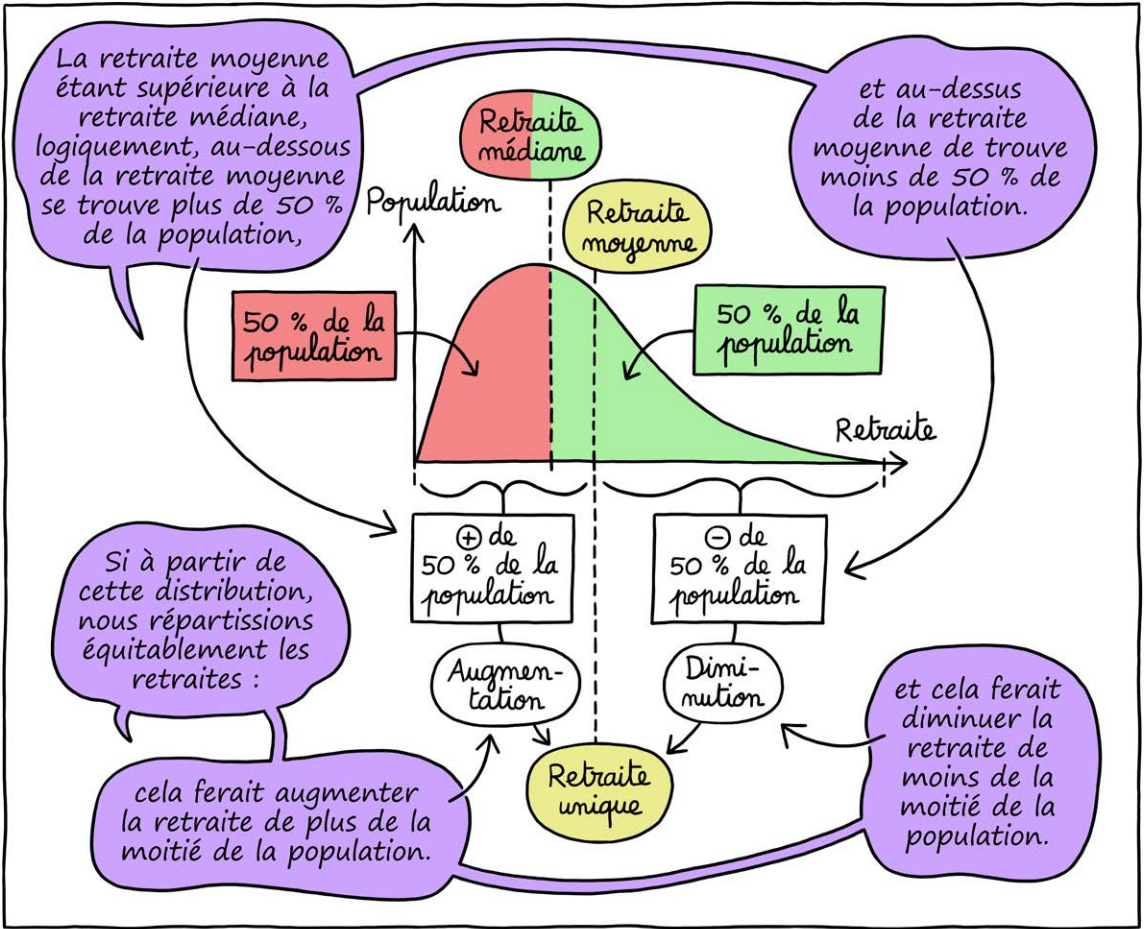 La retraite moyenne
étant supérieure à la
retraite médiane,
logiquement, au-dessous
de la retraite moyenne
se trouve plus de 50 %
de la population,
et au-dessus
de la retraite
moyenne de trouve
moins de 50 % de
la population.
Retraite
médiane
Population
Retraite
moyenne
50 % de la
population
50 % de la
population
Retraite
+ de
50 % de la
population
- de
50 % de la
population
Si à partir de
cette distribution,
nous répartissions
équitablement les
retraites :
Augmen-
tation
Dimi-
nution
cela ferait augmenter
la retraite de plus de la
moitié de la population.
Retraite
unique
et cela ferait
diminuer la
retraite de
moins de la
moitié de la
population.